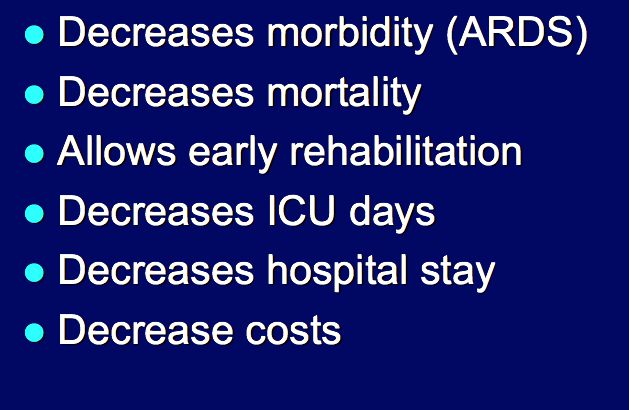 ● Decreases morbidity (ARDS)
● Decreases mortality
● Allows early rehabilitation
● Decreases ICU days
● Decreases hospital stay
● Decrease costs